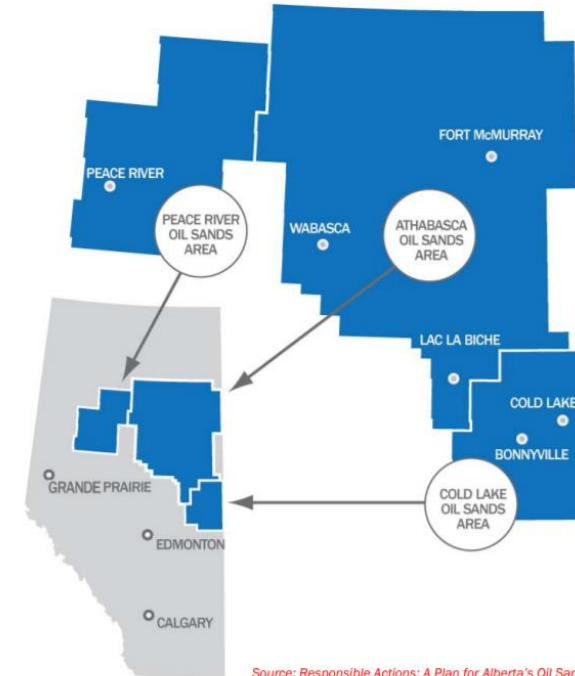 FORT McMURRAY
PEACE RIVER
PEACE RIVER
OIL SANDS
AREA
WABASCA
ATHABASCA
OIL SANDS
AREA
LAC LA BICHE
COLD LAKE
BONNYVILLE
COLD LAKE
OIL SANDS
AREA
GRANDE PRAIRIE
EDMONTON
CALGARY
Source: Responsible Actions: A Plan for Alberta's Oil San